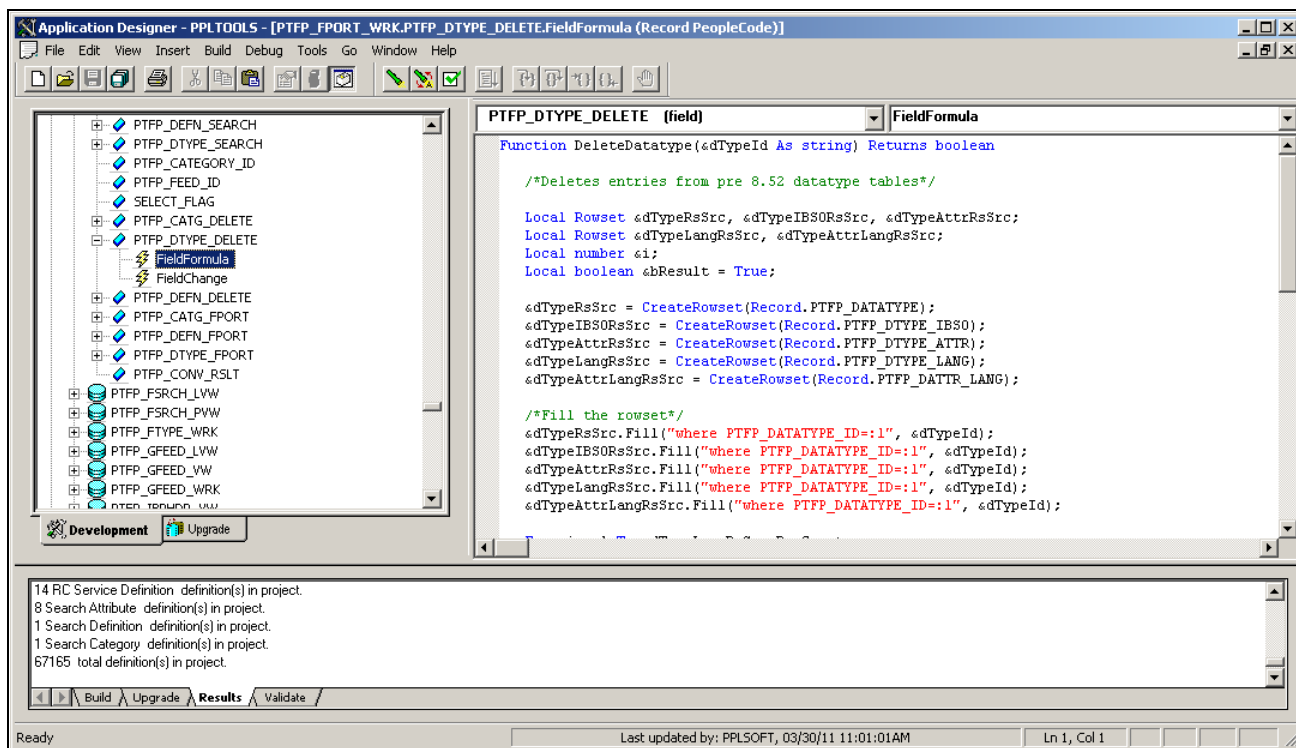 Application Designer - PPLTOOLS - [PTFP_FPORT_WRK.PTFP_DTYPE_DELETE.FieldFormula (Record PeopleCode)]
File Edit View Insert Build Debug Tools Go Window Help
PTFP_DEFN_SEARCH
PTFP_DTYPE_SEARCH
PTFP_CATEGORY_ID
PTFP_FEED_ID
SELECT_FLAG
PTFP_CATG_DELETE
PTFP_DTYPE_DELETE
FieldFormula
FieldChange
PTFP_DEFN_DELETE
PTFP_CATG_FPORT
PTFP_DEFN_FPORT
PTFP_DTYPE_FPORT
PTFP_CONV_RSLT
PTFP_FSRCH_LVW
PTFP_FSRCH_PVW
PTFP_FTYPE_WRK
PTFP_GFEED_LVW
PTFP_GFEED_VW
PTFP_GFEED_WRK
Development Upgrade
PTFP_DTYPE_DELETE (field) FieldFormula
Function DeleteDatatype(&dTypeId As string) Returns boolean
/*Deletes entries from pre 8.52 datatype tables*/
Local Rowset &dTypeRsSrc, &dTypeIBSORsSrc, &dTypeAttrRsSrc;
Local Rowset &dTypeLangRsSrc, &dTypeAttrLangRsSrc;
Local number &i;
Local boolean &bResult = True;
&dTypeRsSrc = CreateRowset(Record.PTFP_DATATYPE);
&dTypeIBSORsSrc = CreateRowset(Record.PTFP_DTYPE_IBSO);
&dTypeAttrRsSrc = CreateRowset(Record.PTFP_DTYPE_ATTR);
&dTypeLangRsSrc = CreateRowset(Record.PTFP_DTYPE_LANG);
&dTypeAttrLangRsSrc = CreateRowset(Record.PTFP_DATTR_LANG);
/*Fill the rowset*/
&dTypeRsSrc.Fill("where PTFP_DATATYPE_ID=:1", &dTypeId);
&dTypeIBSORsSrc.Fill("where PTFP_DATATYPE_ID=:1", &dTypeId);
&dTypeAttrRsSrc.Fill("where PTFP_DATATYPE_ID=:1", &dTypeId);
&dTypeLangRsSrc.Fill("where PTFP_DATATYPE_ID=:1", &dTypeId);
&dTypeAttrLangRsSrc.Fill("where PTFP_DATATYPE_ID=:1", &dTypeId);
14 RC Service Definition definition(s) in project.
8 Search Attribute definition(s) in project.
1 Search Definition definition(s) in project.
1 Search Category definition(s) in project.
67165 total definition(s) in project.
Build Upgrade Results Validate
Ready Last updated by: PPLSOFT, 03/30/11 11:01:01AM Ln 1, Col 1